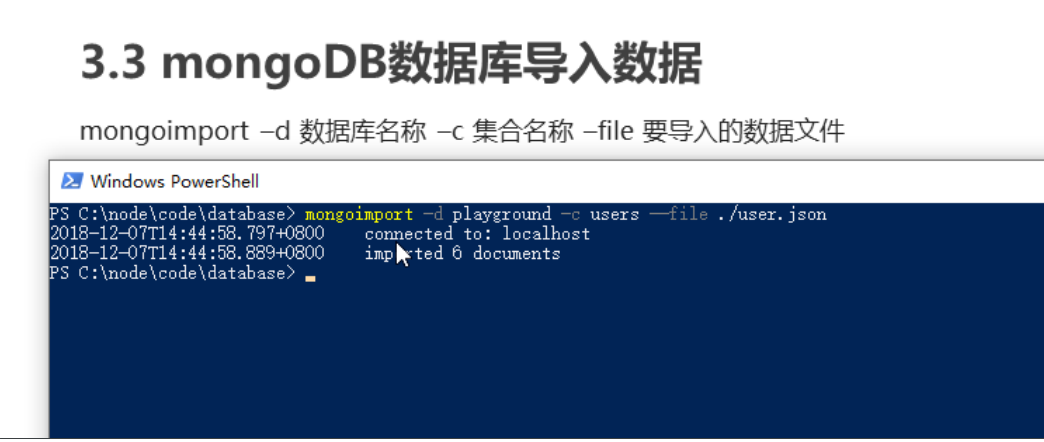 3.3 mongoDB数据库导入数据
mongoimport –d 数据库名称 –c 集合名称 –file 要导入的数据文件
Windows PowerShell
PS C:\node\code\database> mongoimport -d playground -c users --file ./user.json
2018-12-07T14:44:58.797+0800 connected to: localhost
2018-12-07T14:44:58.889+0800 imported 6 documents
PS C:\node\code\database>